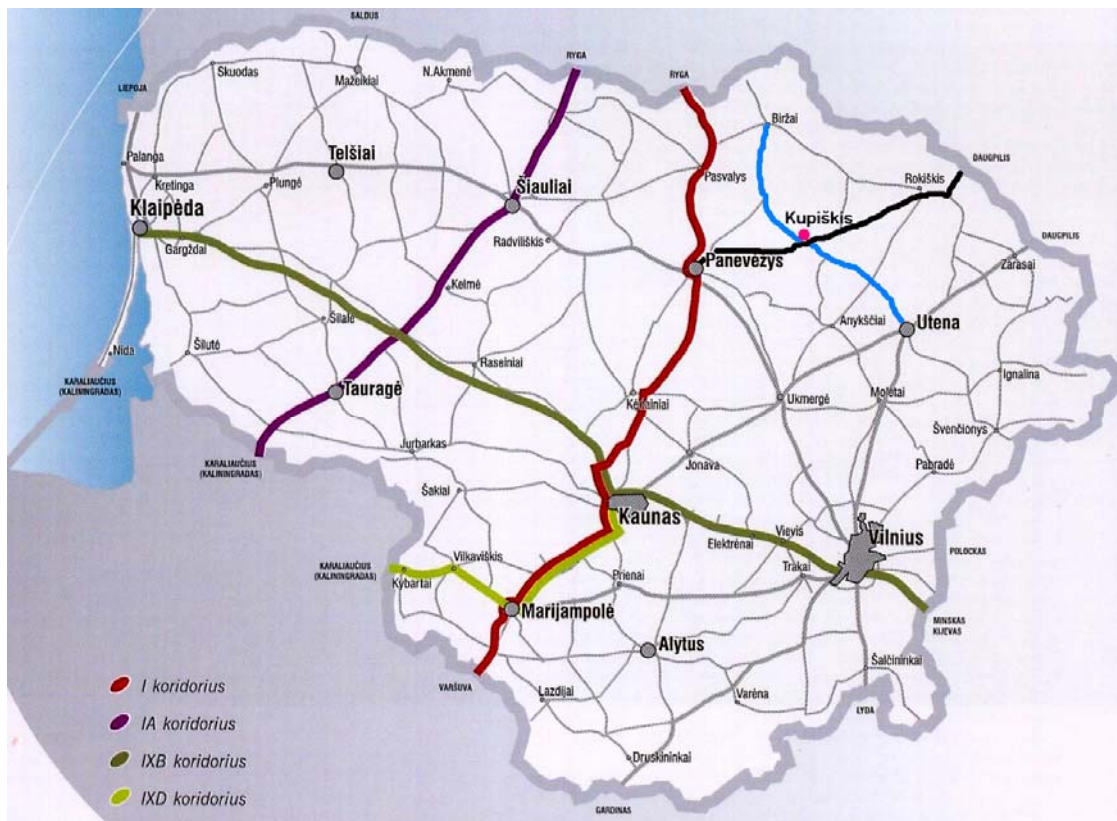 SALDUS
RYGA
RYGA
Skuodas
Mažeikiai
N.Akmenė
LIEPOJA
Biržai
Palanga
Kretinga
Plungė
Telšiai
Šiauliai
Pasvalys
Rokiškis
DAUGPILIS
Klaipėda
Gargždai
Radviliškis
Kupiškis
DAUGPILIS
Panevėžys
Zarasai
Kelmė
Šilalė
Anykščiai
Utena
Šilutė
Nida
Raseiniai
Ignalina
KARALIAUČIUS
(KALININGRADAS)
Tauragė
Kėdainiai
Ukmergė
Molėtai
Švenčionys
Jurbarkas
KARALIAUČIUS
(KALININGRADAS)
Jonava
Pabradė
Šakiai
Kaunas
Elektrėnai
Vievis
Vilnius
POLOCKAS
KARALIAUČIUS
(KALININGRADAS)
Kybartai
Vilkaviškis
Prienai
Trakai
Marijampolė
MINSKAS
KIJEVAS
Alytus
Šalčininkai
VARŠUVA
Lazdijai
Varėna
LYDA
Druskininkai
GARDINAS
I koridorius
IA koridorius
IXB koridorius
IXD koridorius